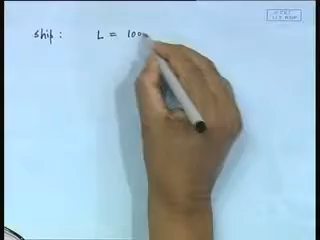 ship : L = 100